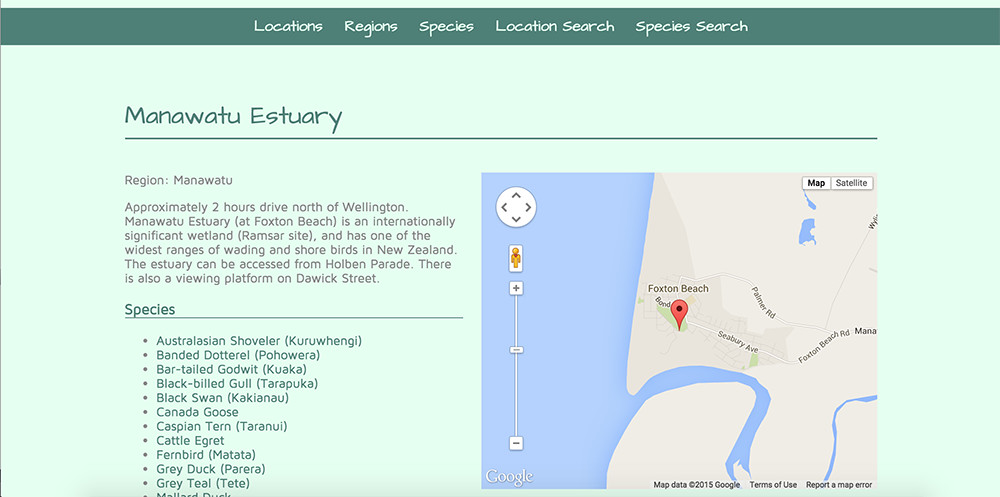 Locations Regions Species Location Search Species Search
Manawatu Estuary
Region: Manawatu
Approximately 2 hours drive north of Wellington.
Manawatu Estuary (at Foxton Beach) is an internationally
significant wetland (Ramsar site), and has one of the
widest ranges of wading and shore birds in New Zealand.
The estuary can be accessed from Holben Parade. There
is also a viewing platform on Dawick Street.
Species
Australasian Shoveler (Kuruwhengi)
Banded Dotterel (Pohowera)
Bar-tailed Godwit (Kuaka)
Black-billed Gull (Tarapuka)
Black Swan (Kakianau)
Canada Goose
Caspian Tern (Taranui)
Cattle Egret
Fernbird (Matata)
Grey Duck (Parera)
Grey Teal (Tete)
Mallard Duck
Map Satellite
Foxton Beach
Bond
Palmer Rd
Seabury Ave
Foxton Beach Rd
Mana
Wylie
Google
Map data ©2015 Google Terms of Use Report a map error